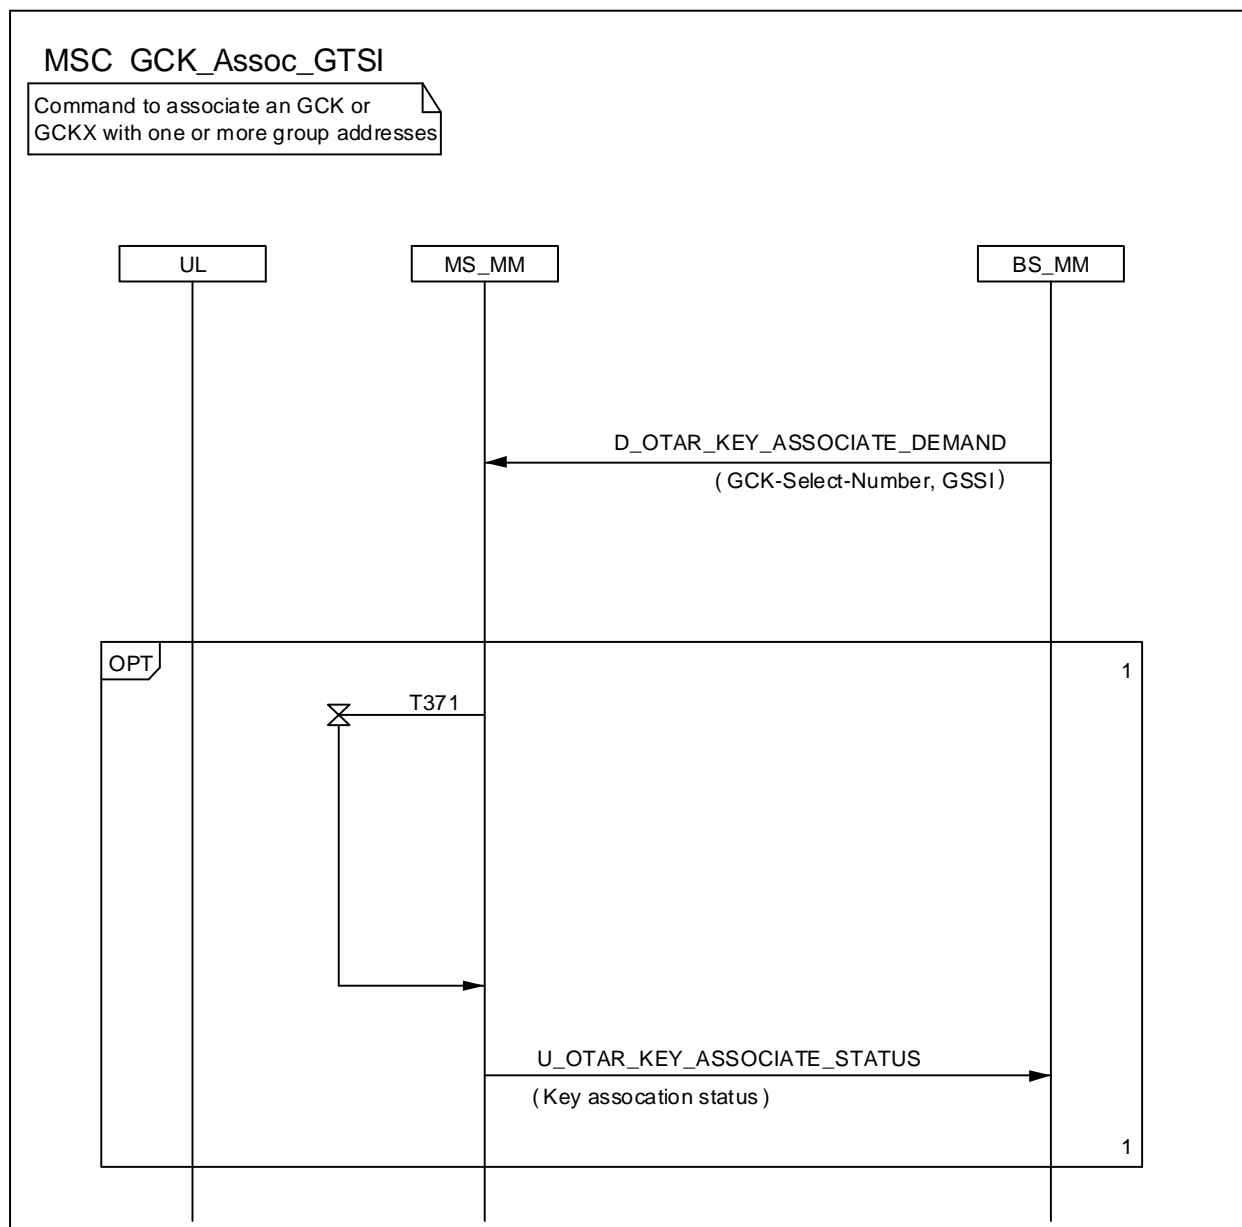 MSC GCK_Assoc_GTSI
Command to associate an GCK or
GCKX with one or more group addresses
UL
MS_MM
BS_MM
D_OTAR_KEY_ASSOCIATE_DEMAND
(GCK-Select-Number, GSSI)
OPT
1
T371
U_OTAR_KEY_ASSOCIATE_STATUS
(Key assocation status)
1